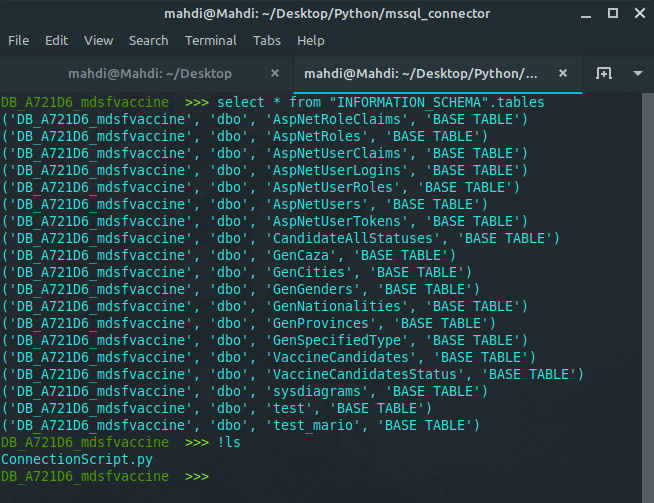 mahdi@Mahdi: ~/Desktop/Python/mssql_connector
File Edit View Search Terminal Tabs Help
mahdi@Mahdi: ~/Desktop × mahdi@Mahdi: ~/Desktop/Python/... ×
DB_A721D6_mdsfvaccine >>> select * from "INFORMATION_SCHEMA".tables
('DB_A721D6_mdsfvaccine', 'dbo', 'AspNetRoleClaims', 'BASE TABLE')
('DB_A721D6_mdsfvaccine', 'dbo', 'AspNetRoles', 'BASE TABLE')
('DB_A721D6_mdsfvaccine', 'dbo', 'AspNetUserClaims', 'BASE TABLE')
('DB_A721D6_mdsfvaccine', 'dbo', 'AspNetUserLogins', 'BASE TABLE')
('DB_A721D6_mdsfvaccine', 'dbo', 'AspNetUserRoles', 'BASE TABLE')
('DB_A721D6_mdsfvaccine', 'dbo', 'AspNetUsers', 'BASE TABLE')
('DB_A721D6_mdsfvaccine', 'dbo', 'AspNetUserTokens', 'BASE TABLE')
('DB_A721D6_mdsfvaccine', 'dbo', 'CandidateAllStatuses', 'BASE TABLE')
('DB_A721D6_mdsfvaccine', 'dbo', 'GenCaza', 'BASE TABLE')
('DB_A721D6_mdsfvaccine', 'dbo', 'GenCities', 'BASE TABLE')
('DB_A721D6_mdsfvaccine', 'dbo', 'GenGenders', 'BASE TABLE')
('DB_A721D6_mdsfvaccine', 'dbo', 'GenNationalities', 'BASE TABLE')
('DB_A721D6_mdsfvaccine', 'dbo', 'GenProvinces', 'BASE TABLE')
('DB_A721D6_mdsfvaccine', 'dbo', 'GenSpecifiedType', 'BASE TABLE')
('DB_A721D6_mdsfvaccine', 'dbo', 'VaccineCandidates', 'BASE TABLE')
('DB_A721D6_mdsfvaccine', 'dbo', 'VaccineCandidatesStatus', 'BASE TABLE')
('DB_A721D6_mdsfvaccine', 'dbo', 'sysdiagrams', 'BASE TABLE')
('DB_A721D6_mdsfvaccine', 'dbo', 'test', 'BASE TABLE')
('DB_A721D6_mdsfvaccine', 'dbo', 'test_mario', 'BASE TABLE')
DB_A721D6_mdsfvaccine >>> !ls
ConnectionScript.py
DB_A721D6_mdsfvaccine >>>